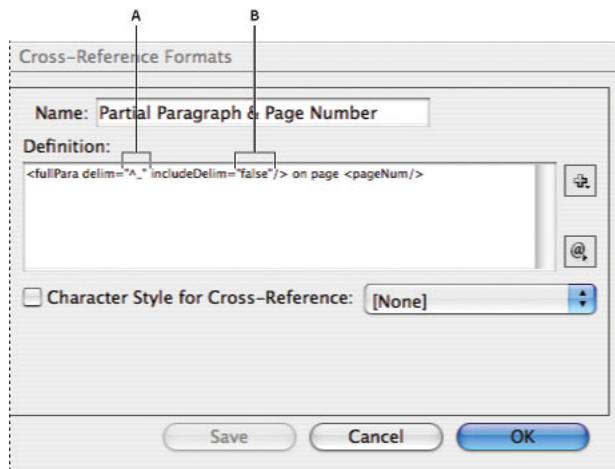 A B
Cross-Reference Formats
Name: Partial Paragraph & Page Number
Definition:
<fullPara delim="^_" includeDelim="false"/> on page <pageNum/>
@
Character Style for Cross-Reference: [None]
Save Cancel OK